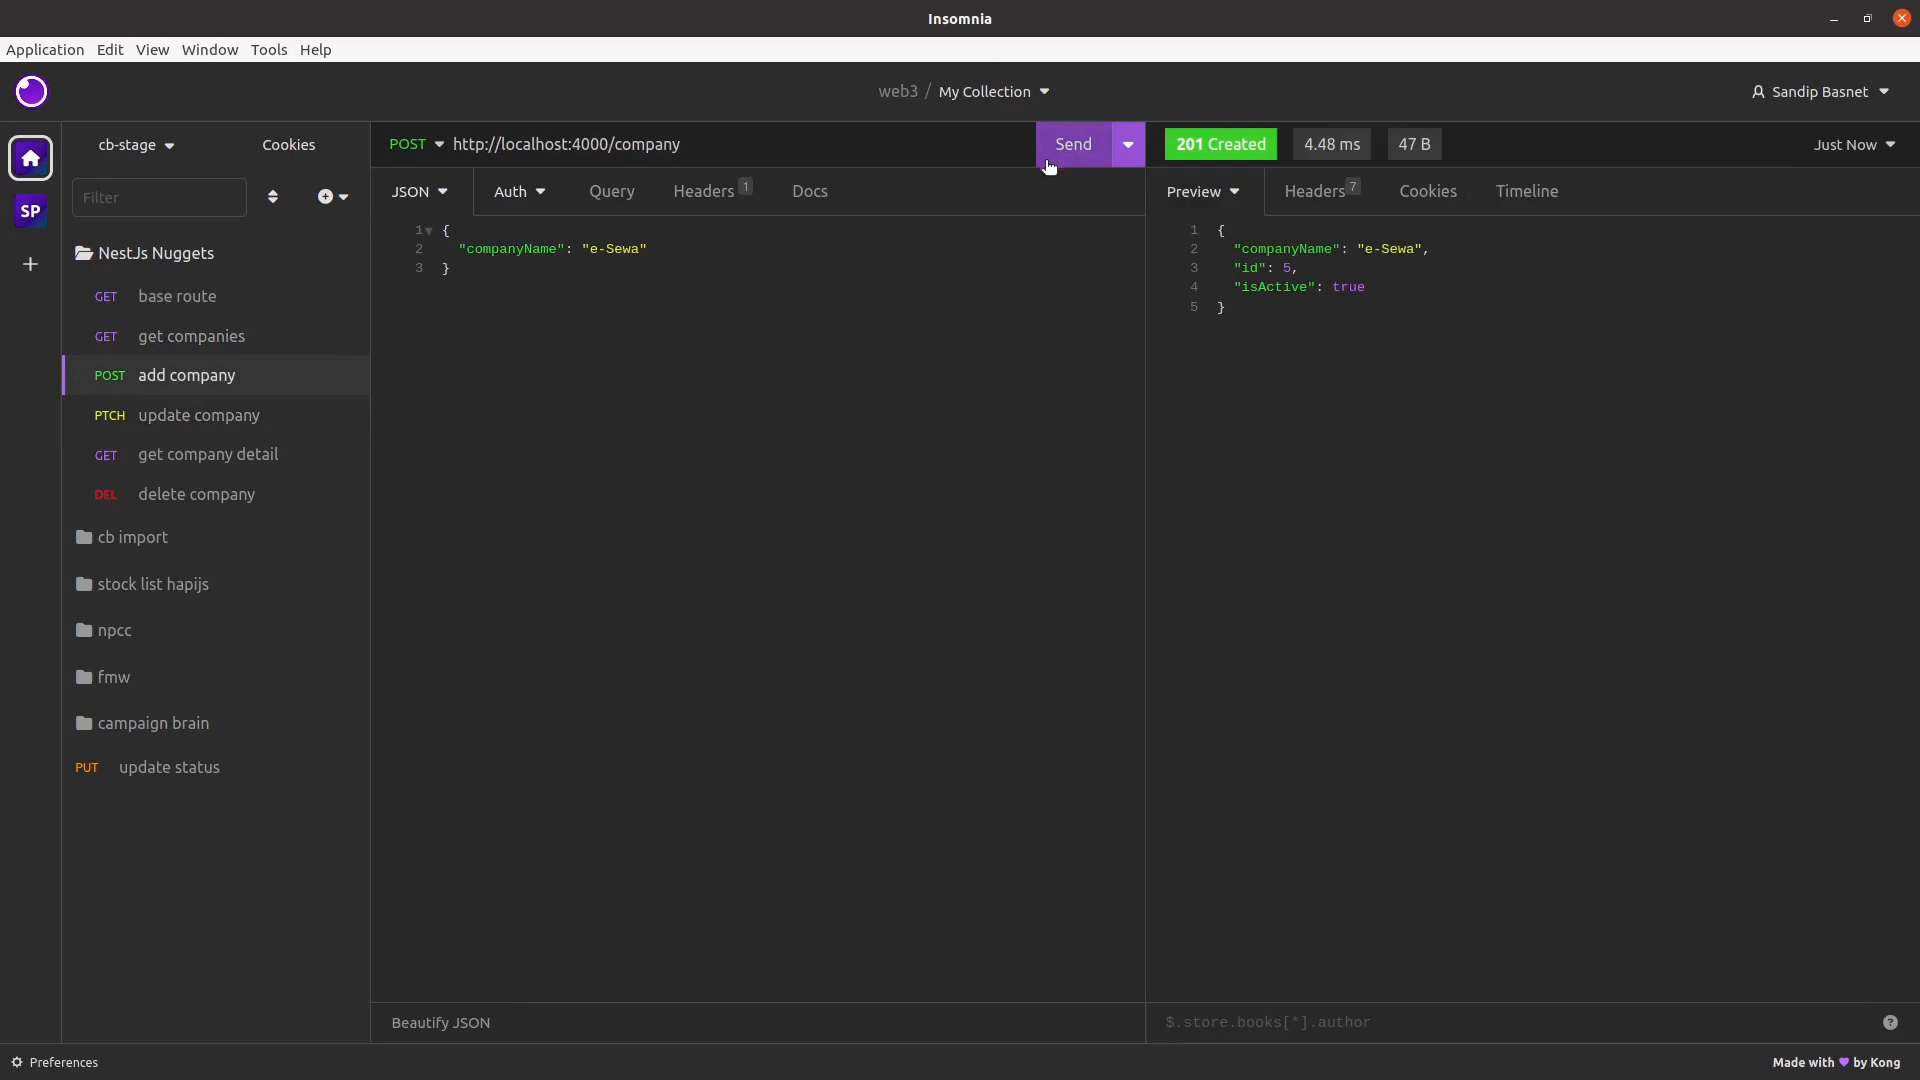 Insomnia
Application Edit View Window Tools Help
web3 / My Collection
Sandip Basnet
cb-stage Cookies
POST http://localhost:4000/company Send
201 Created 4.48 ms 47 B Just Now
SP
Filter
JSON Auth Query Headers 1 Docs
Preview Headers 7 Cookies Timeline
NestJs Nuggets
GET base route
GET get companies
POST add company
PTCH update company
GET get company detail
DEL delete company
cb import
stock list hapijs
npcc
fmw
campaign brain
PUT update status
1 {
2 "companyName": "e-Sewa"
3 }
1 {
2 "companyName": "e-Sewa",
3 "id": 5,
4 "isActive": true
5 }
Beautify JSON
$.store.books[*].author
Preferences
Made with 💜 by Kong